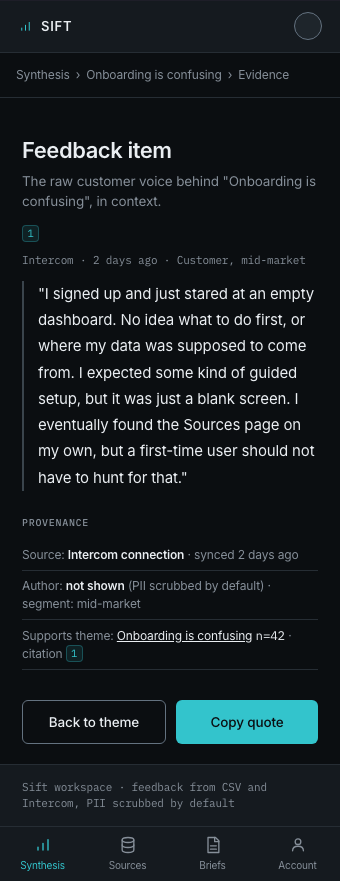 SIFT
Synthesis › Onboarding is confusing › Evidence
Feedback item
The raw customer voice behind "Onboarding is
confusing", in context.
1
Intercom · 2 days ago · Customer, mid-market
"I signed up and just stared at an empty
dashboard. No idea what to do first, or
where my data was supposed to come
from. I expected some kind of guided
setup, but it was just a blank screen. I
eventually found the Sources page on
my own, but a first-time user should not
have to hunt for that."
PROVENANCE
Source: Intercom connection · synced 2 days ago
Author: not shown (PII scrubbed by default) ·
segment: mid-market
Supports theme: Onboarding is confusing n=42 ·
citation 1
Back to theme Copy quote
Sift workspace · feedback from CSV and
Intercom, PII scrubbed by default
Synthesis Sources Briefs Account